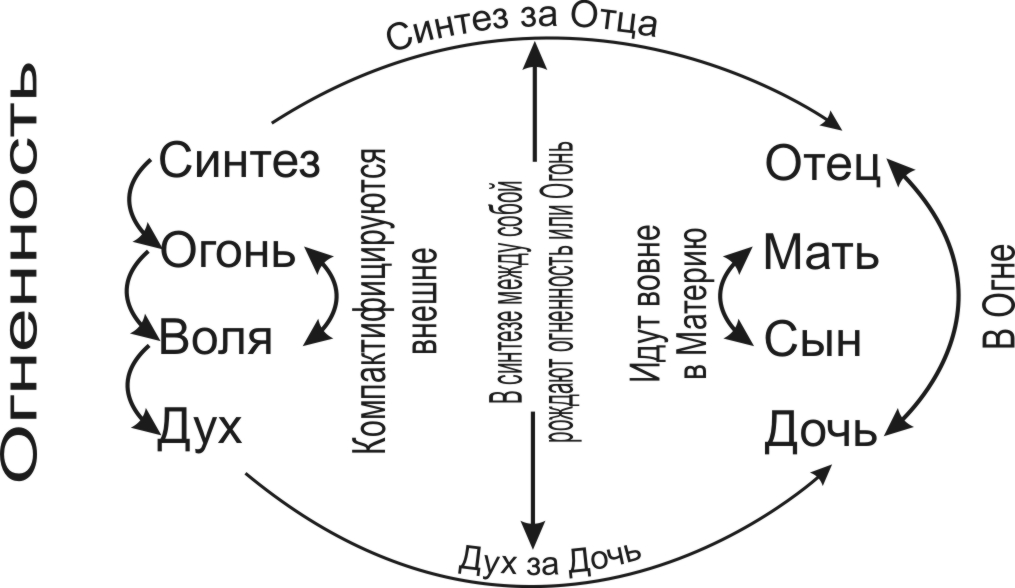 Огненность
Синтез за Отца
Синтез
Огонь
Воля
Дух
Компактифицируются
внешне
В синтезе между собой
рождают огненность или Огонь
Идут вовне
в Материю
Отец
Мать
Сын
Дочь
В Огне
Дух за Дочь